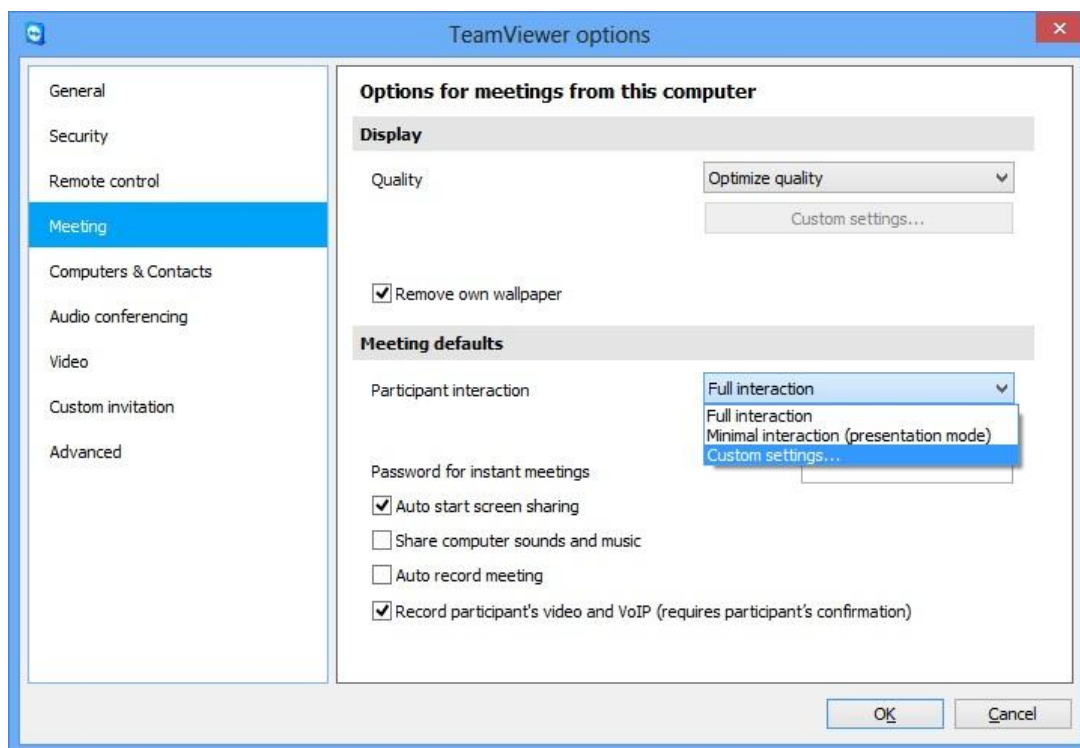 TeamViewer options
General
Security
Remote control
Meeting
Computers & Contacts
Audio conferencing
Video
Custom invitation
Advanced
Options for meetings from this computer
Display
Quality
Optimize quality
Custom settings...
Remove own wallpaper
Meeting defaults
Participant interaction
Full interaction
Full interaction
Minimal interaction (presentation mode)
Custom settings...
Password for instant meetings
Auto start screen sharing
Share computer sounds and music
Auto record meeting
Record participant's video and VoIP (requires participant's confirmation)
OK
Cancel